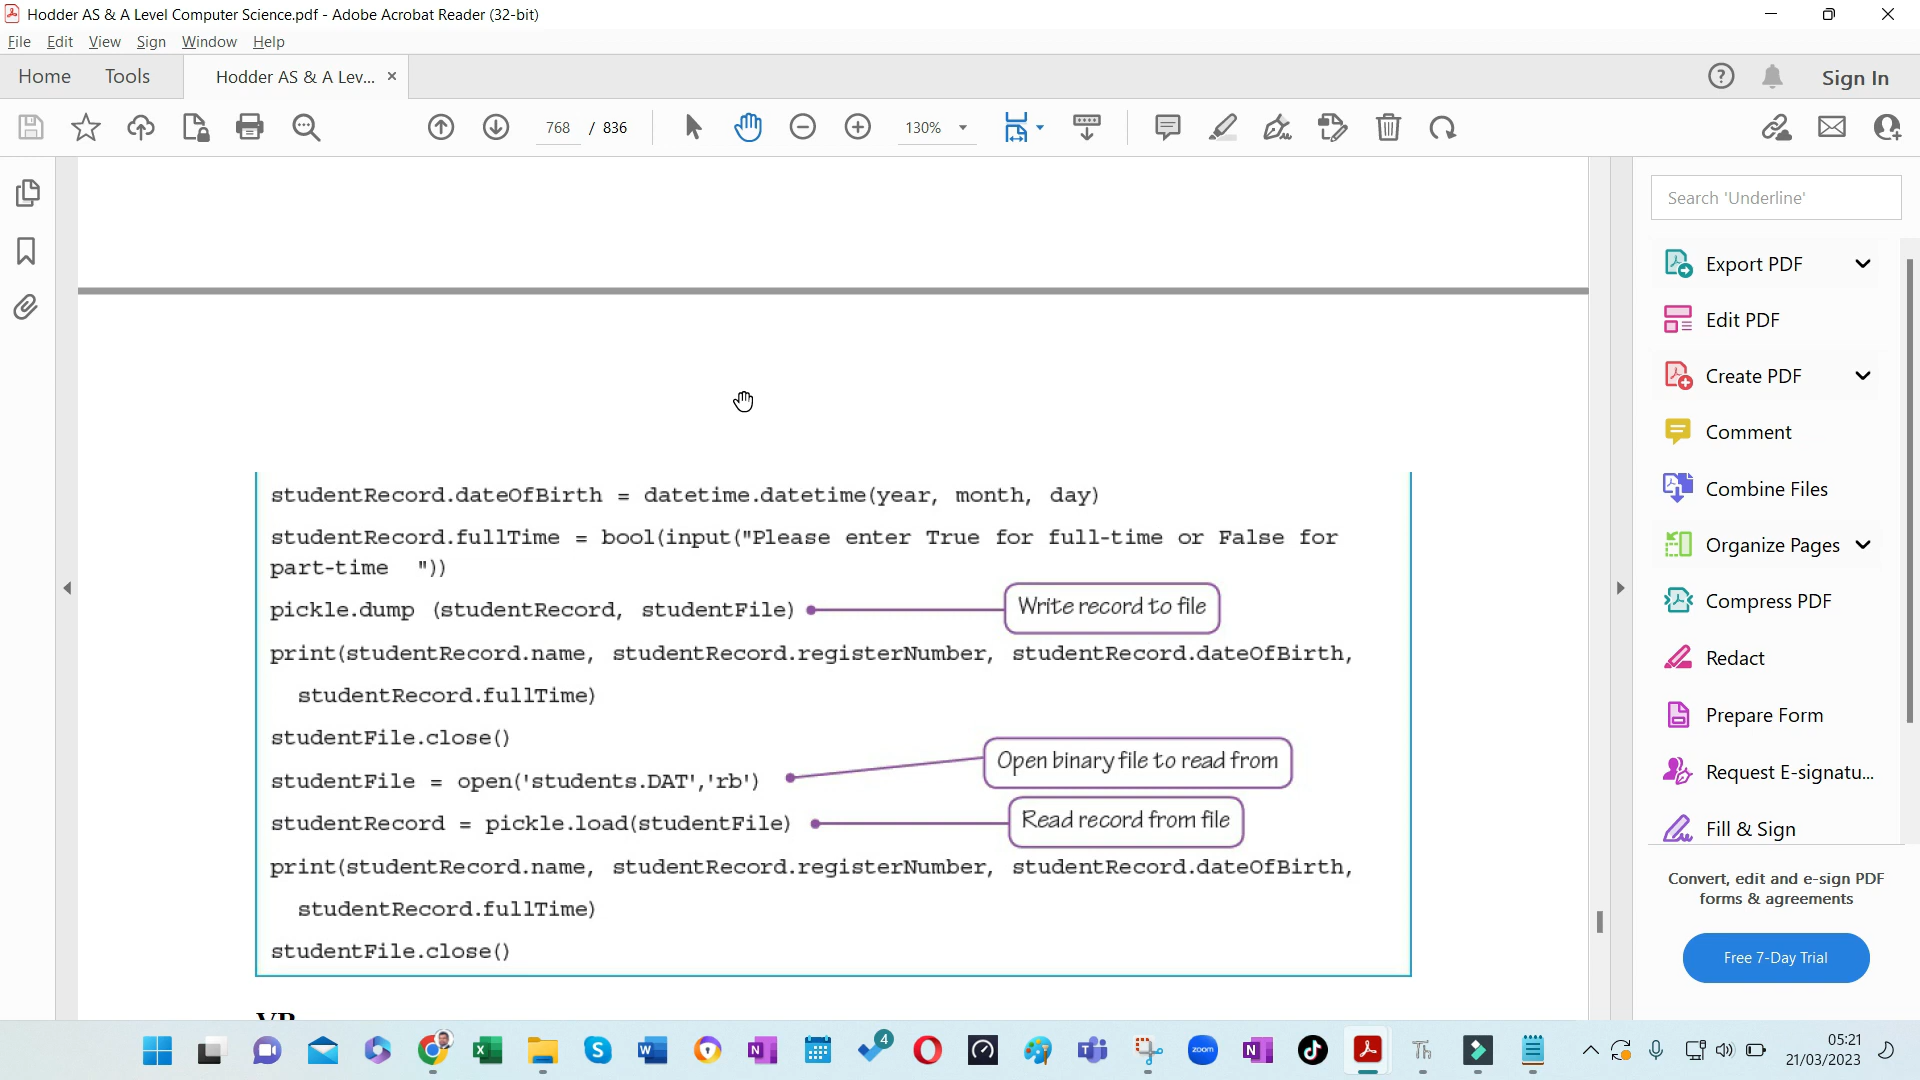 Hodder AS & A Level Computer Science.pdf - Adobe Acrobat Reader (32-bit)
File Edit View Sign Window Help
Home Tools Hodder AS & A Lev... × Sign In
768 / 836 130%
Search 'Underline'
Export PDF
Edit PDF
Create PDF
Comment
Combine Files
Organize Pages
Compress PDF
Redact
Prepare Form
Request E-signatu...
Fill & Sign
Convert, edit and e-sign PDF
forms & agreements
Free 7-Day Trial
studentRecord.dateOfBirth = datetime.datetime(year, month, day)
studentRecord.fullTime = bool(input("Please enter True for full-time or False for
part-time "))
pickle.dump (studentRecord, studentFile) Write record to file
print(studentRecord.name, studentRecord.registerNumber, studentRecord.dateOfBirth,
studentRecord.fullTime)
studentFile.close()
Open binary file to read from
studentFile = open('students.DAT','rb')
studentRecord = pickle.load(studentFile) Read record from file
print(studentRecord.name, studentRecord.registerNumber, studentRecord.dateOfBirth,
studentRecord.fullTime)
studentFile.close()
4
zoom
Th
05:21
21/03/2023